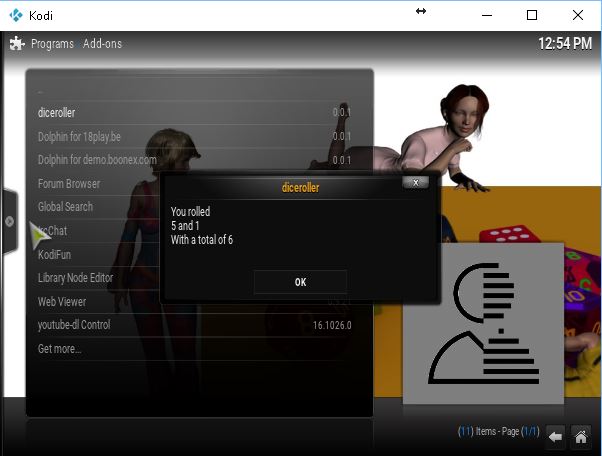 Kodi
Programs Add-ons
12:54 PM
..
diceroller 0.0.1
Dolphin for 18play.be 0.0.1
Dolphin for demo.boonex.com 0.0.1
Forum Browser
Global Search
KodiFun
Library Node Editor
Web Viewer
youtube-dl Control 16.1026.0
Get more...
diceroller
x
You rolled
5 and 1
With a total of 6
OK
(11) Items - Page (1/1)